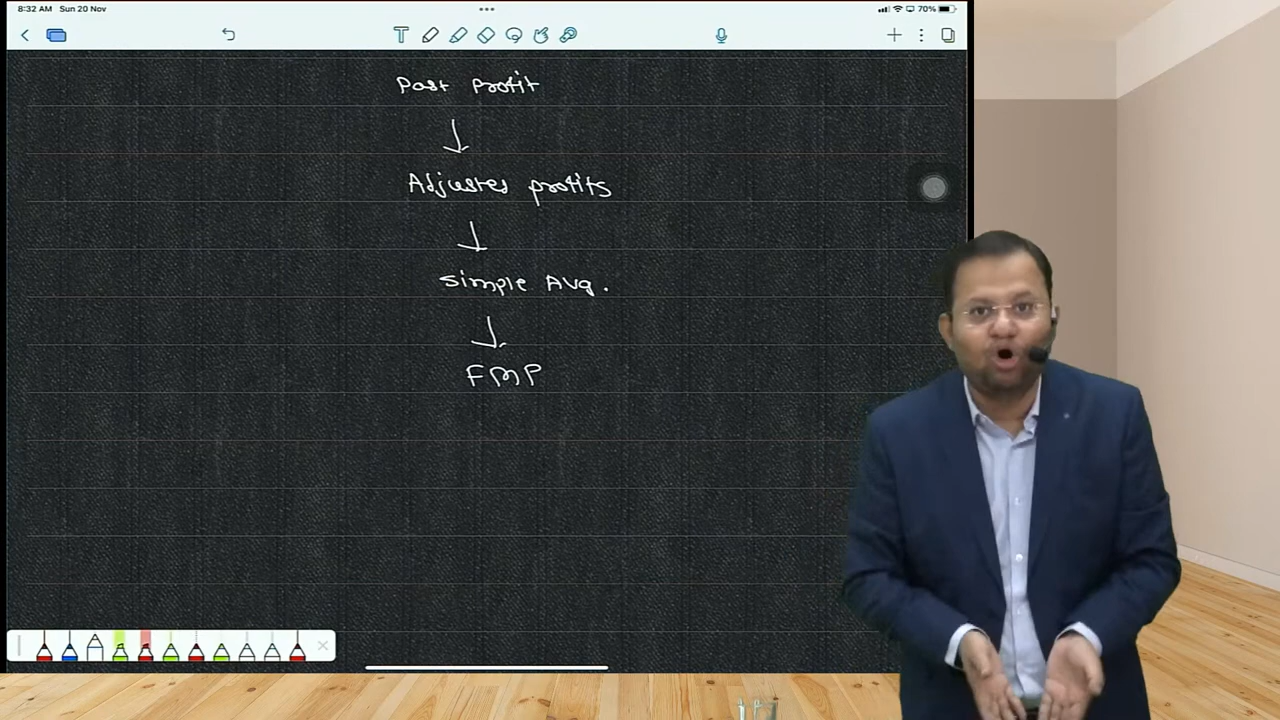 8:32 AM Sun 20 Nov
70%
Past Profit
Adjusted profits
Simple Avg.
FMP